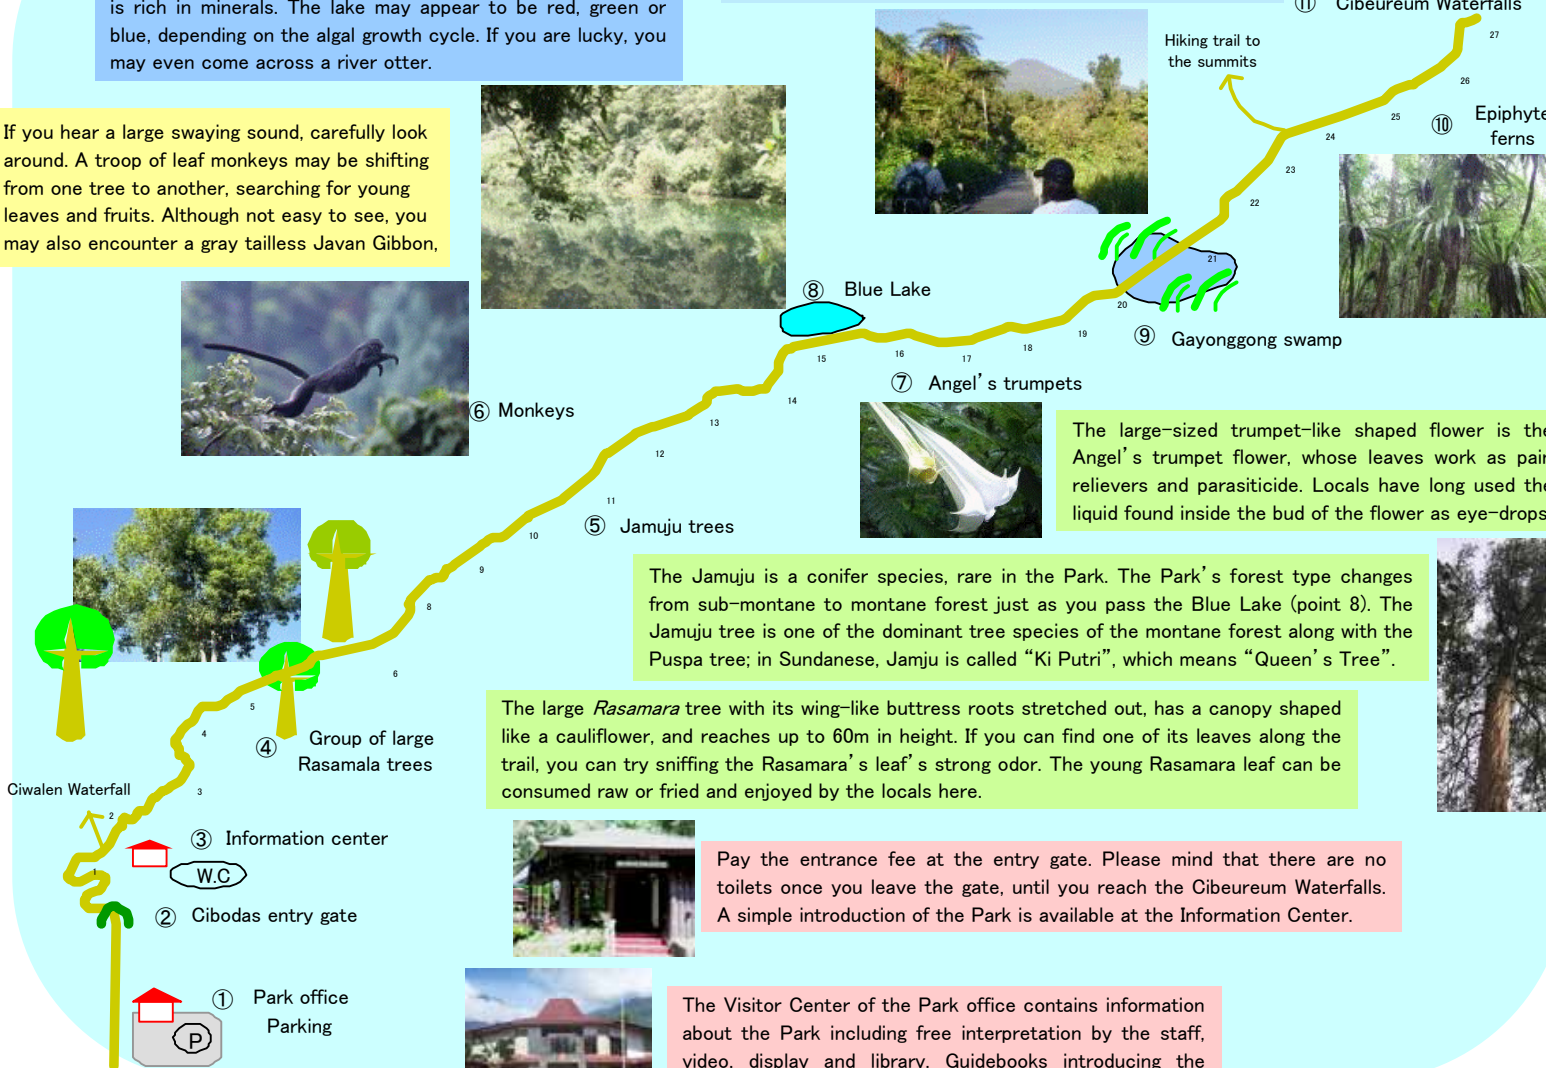 is rich in minerals. The lake may appear to be red, green or
blue, depending on the algal growth cycle. If you are lucky, you
may even come across a river otter.
⑪ Cibeureum Waterfalls
27
Hiking trail to
the summits
26
If you hear a large swaying sound, carefully look
around. A troop of leaf monkeys may be shifting
from one tree to another, searching for young
leaves and fruits. Although not easy to see, you
may also encounter a gray tailless Javan Gibbon,
25
⑩ Epiphyte
ferns
24
23
22
21
20
⑧ Blue Lake
⑨ Gayonggong swamp
19
18
17
16
15
⑦ Angel's trumpets
14
⑥ Monkeys
13
The large-sized trumpet-like shaped flower is the
Angel's trumpet flower, whose leaves work as pain
relievers and parasiticide. Locals have long used the
liquid found inside the bud of the flower as eye-drops
12
11
⑤ Jamuju trees
10
9
The Jamuju is a conifer species, rare in the Park. The Park's forest type changes
from sub-montane to montane forest just as you pass the Blue Lake (point 8). The
Jamuju tree is one of the dominant tree species of the montane forest along with the
Puspa tree; in Sundanese, Jamju is called “Ki Putri”, which means “Queen's Tree”.
8
6
5
4
The large Rasamara tree with its wing-like buttress roots stretched out, has a canopy shaped
like a cauliflower, and reaches up to 60m in height. If you can find one of its leaves along the
trail, you can try sniffing the Rasamara's leaf's strong odor. The young Rasamara leaf can be
consumed raw or fried and enjoyed by the locals here.
④ Group of large
Rasamala trees
Ciwalen Waterfall
3
2
③ Information center
W.C
1
Pay the entrance fee at the entry gate. Please mind that there are no
toilets once you leave the gate, until you reach the Cibeureum Waterfalls.
A simple introduction of the Park is available at the Information Center.
② Cibodas entry gate
① Park office
Parking
P
The Visitor Center of the Park office contains information
about the Park including free interpretation by the staff,
video, display and library. Guidebooks introducing the